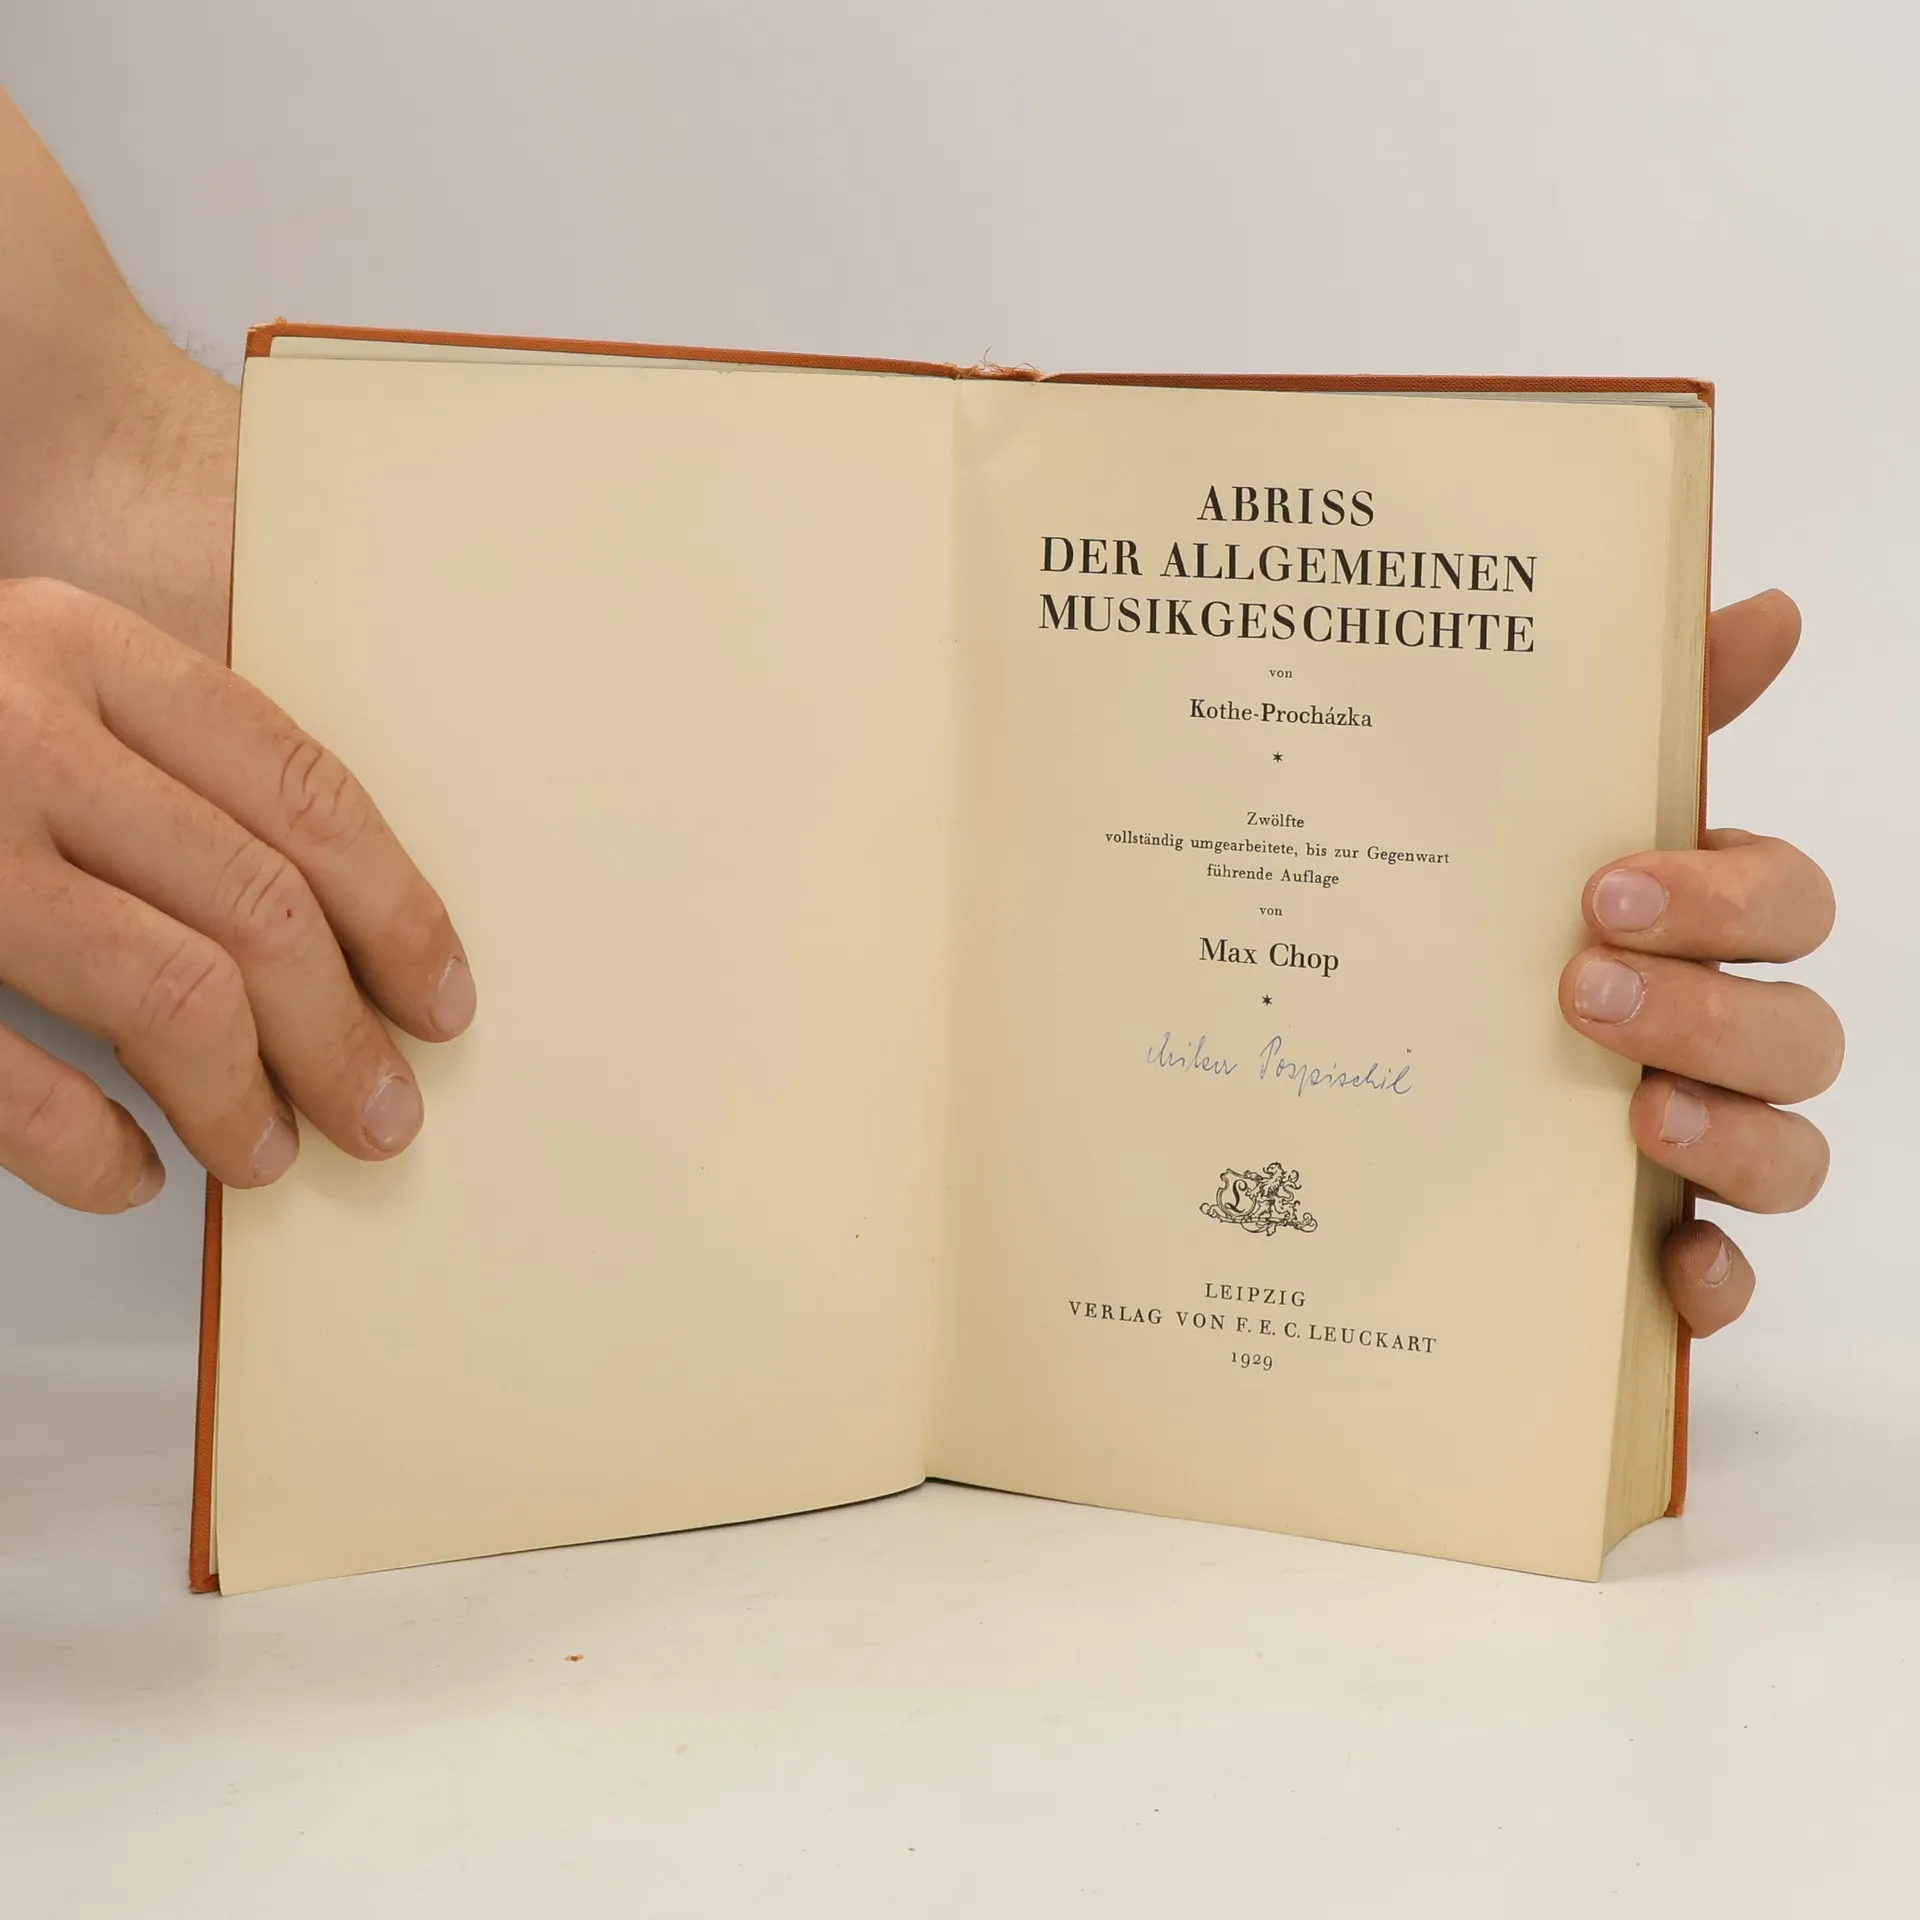 ABRISS
DER ALLGEMEINEN
MUSIKGESCHICHTE
von
Kothe-Procházka
*
Zwölfte
vollständig umgearbeitete, bis zur Gegenwart
führende Auflage
von
Max Chop
*
Pospischil
L
LEIPZIG
VERLAG VON F. E. C. LEUCKART
1929